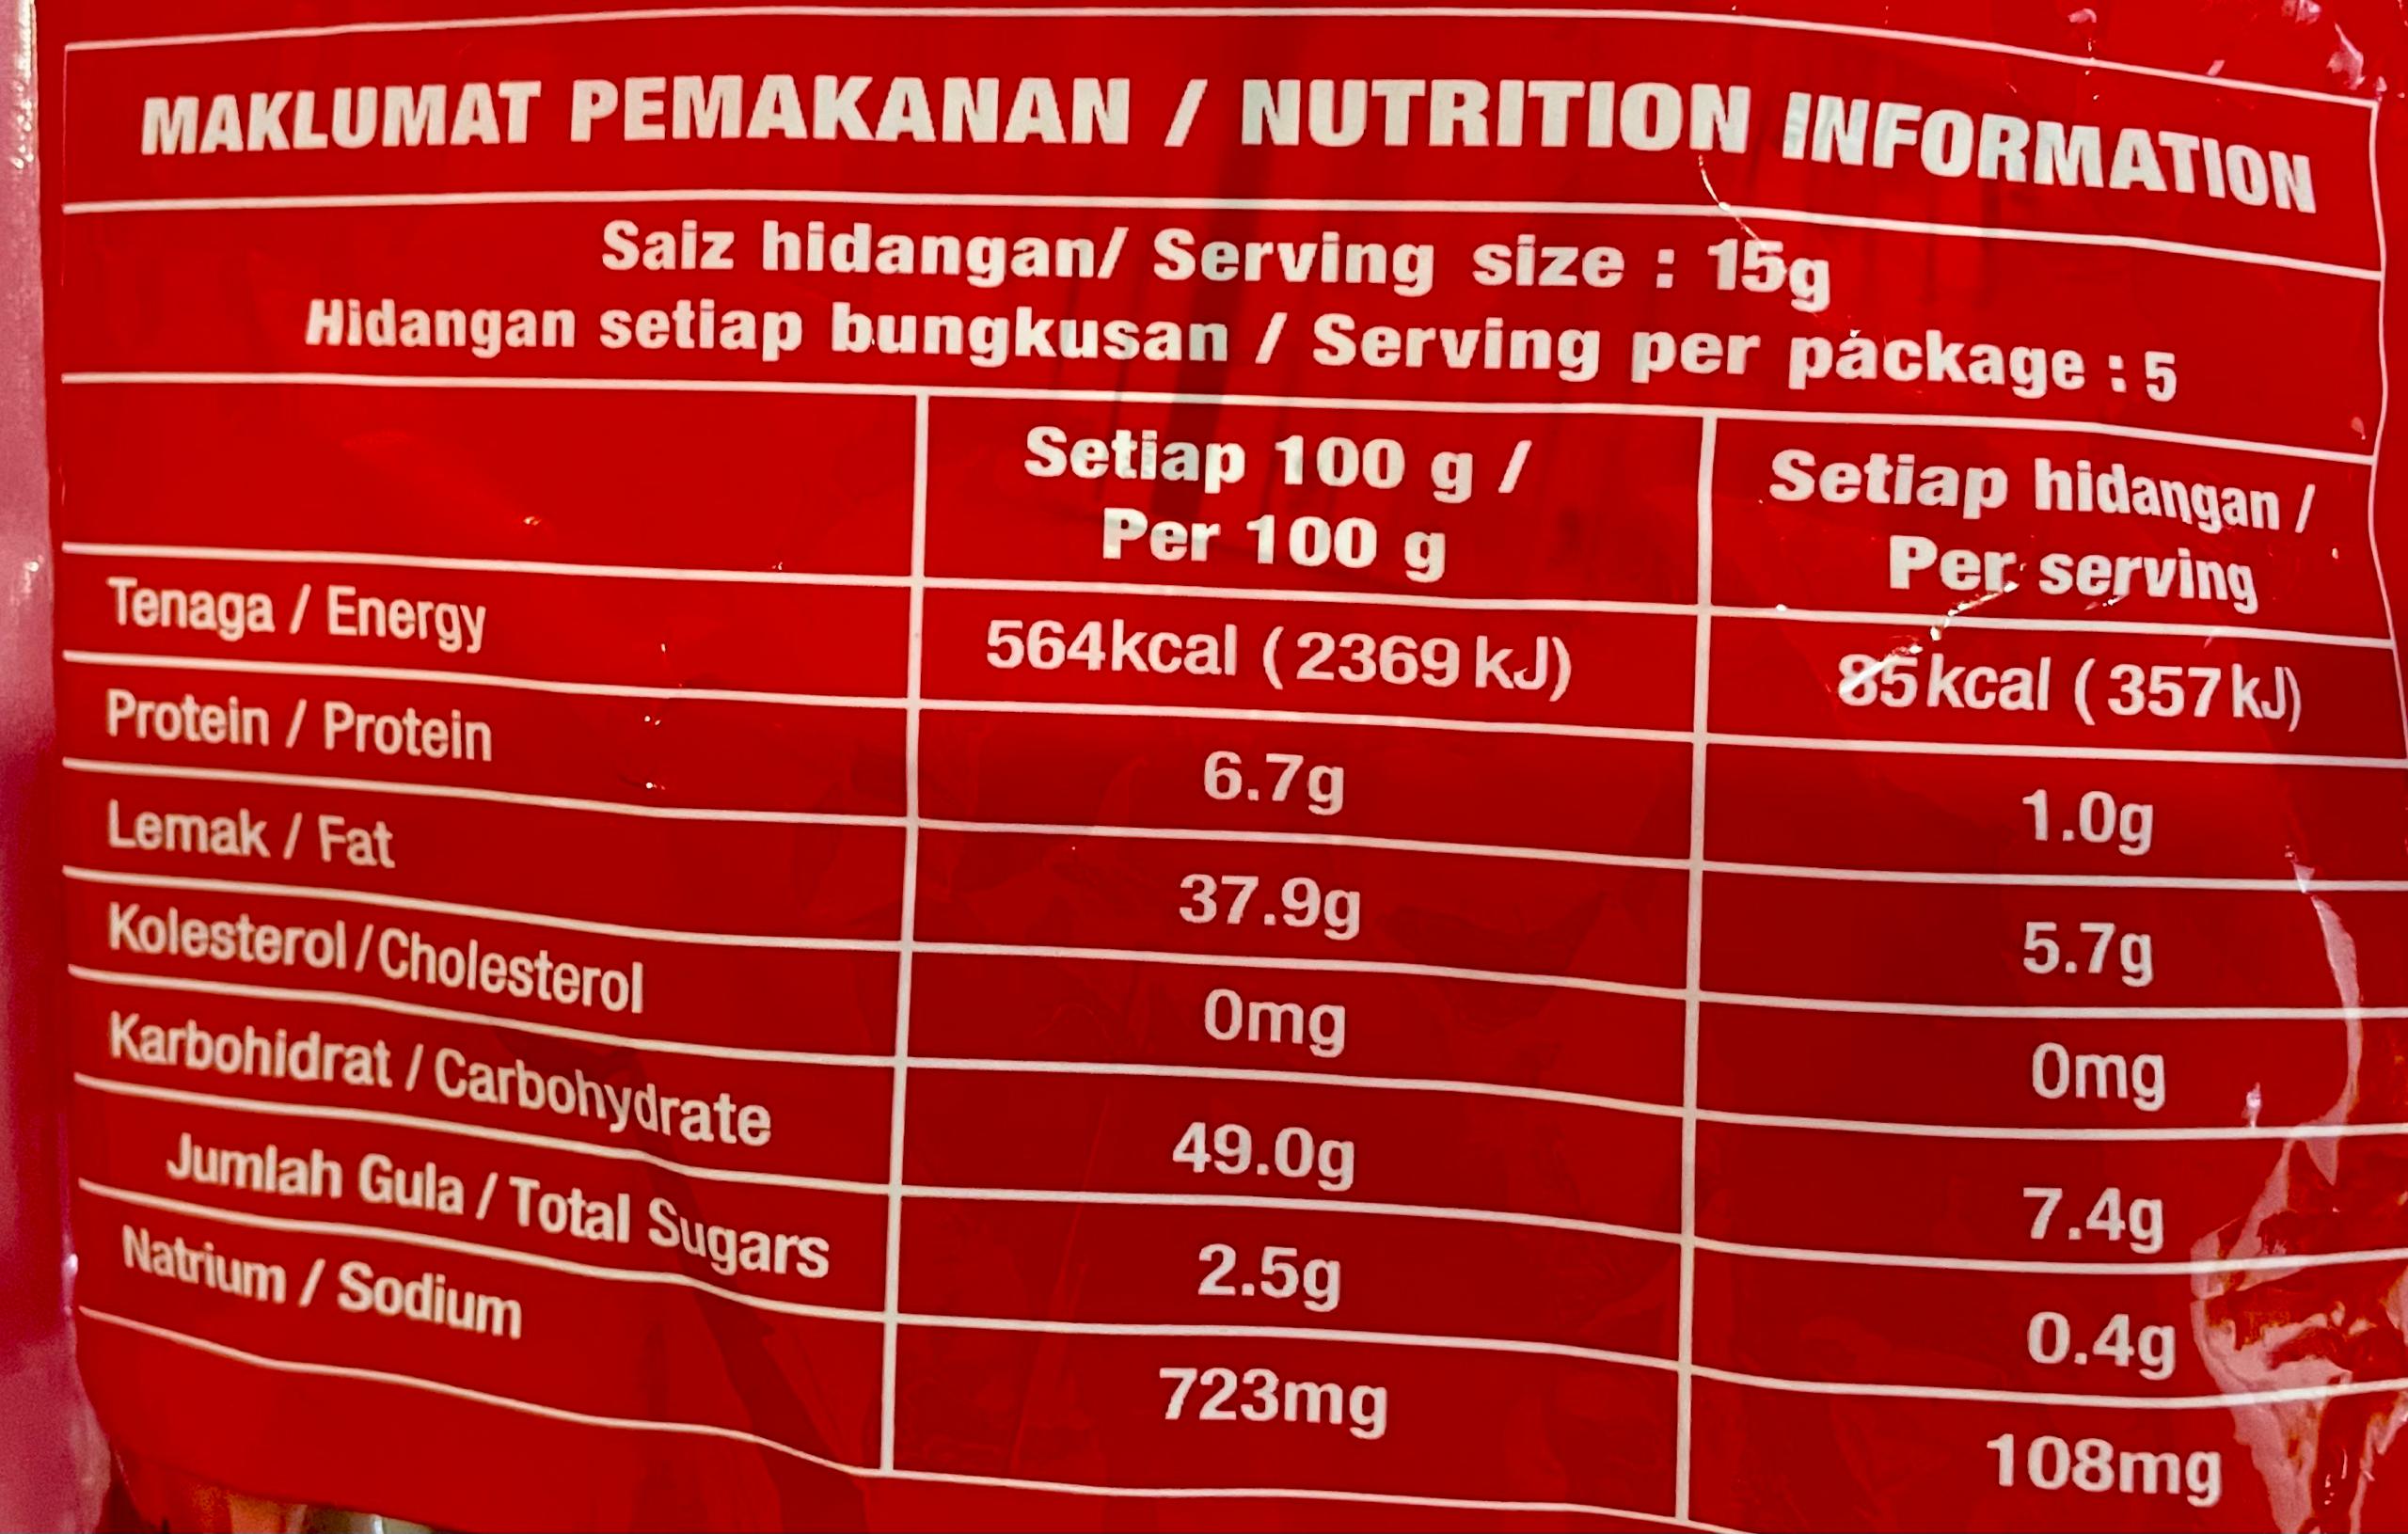 MAKLUMAT PEMAKANAN / NUTRITION INFORMATION
Saiz hidangan/ Serving size : 15g
Hidangan setiap bungkusan / Serving per package : 5
Setiap 100 g /
Per 100 g
Setiap hidangan /
Per serving
Tenaga / Energy 564kcal (2369kJ) 85kcal (357kJ)
Protein / Protein 6.7g 1.0g
Lemak / Fat 37.9g 5.7g
Kolesterol/Cholesterol 0mg 0mg
Karbohidrat / Carbohydrate 49.0g 7.4g
Jumlah Gula / Total Sugars 2.5g 0.4g
Natrium / Sodium 723mg 108mg